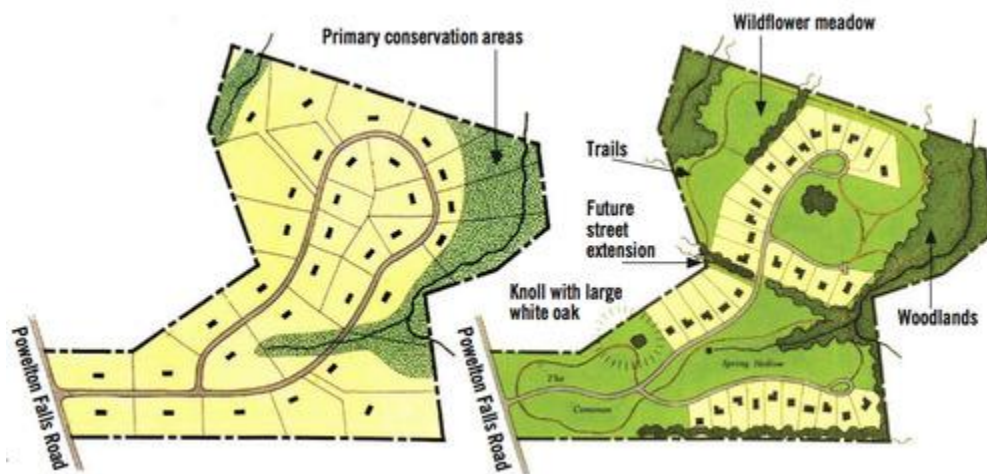 Primary conservation areas
Wildflower meadow
Trails
Future
street
extension
Knoll with large
white oak
Woodlands
Powelton Falls Road
Powelton Falls Road
The
Common
Spring Hollow